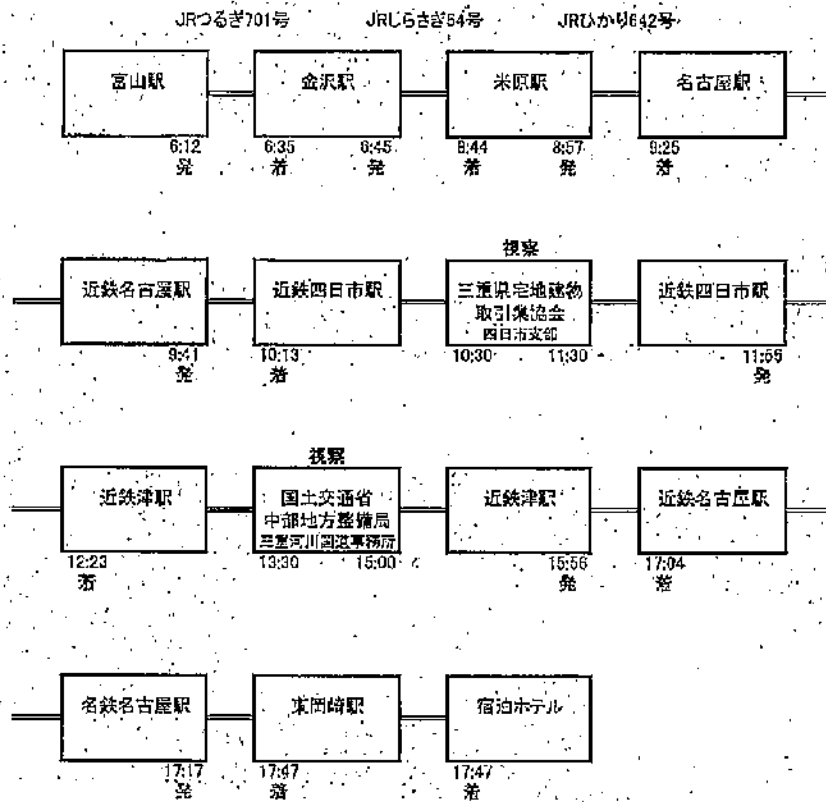 JRつるぎ701号 JRしらさぎ54号 JRひかり642号
富山駅 金沢駅 米原駅 名古屋駅
6:12 6:35 6:45 8:44 8:57 9:25
発 着 発 着 発 着
視察
近鉄名古屋駅 近鉄四日市駅 三重県宅地建物 近鉄四日市駅
取引業協会
四日市支部
9:41 10:13 10:30 11:30 11:55
発 着 発
視察
近鉄津駅 国土交通省 近鉄津駅 近鉄名古屋駅
中部地方整備局
三重河川国道事務所
12:23 13:30 15:00 15:56 17:04
着 発 着
名鉄名古屋駅 東岡崎駅 宿泊ホテル
17:17 17:47 17:47
発 着 着